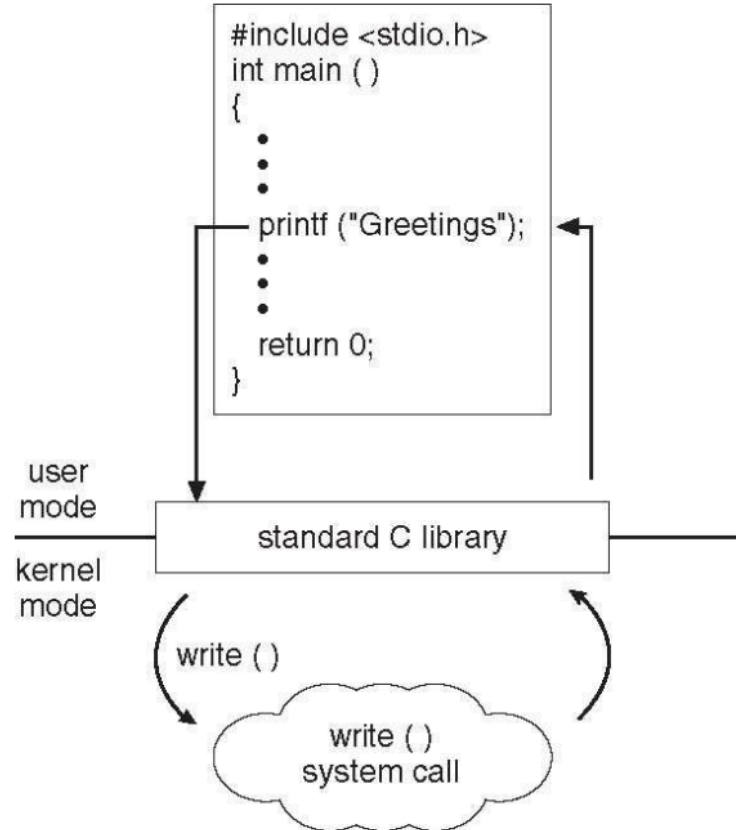 #include <stdio.h>
int main ( )
{
•
•
•
printf ("Greetings");
•
•
•
return 0;
}
user
mode
standard C library
kernel
mode
write ( )
write ( )
system call